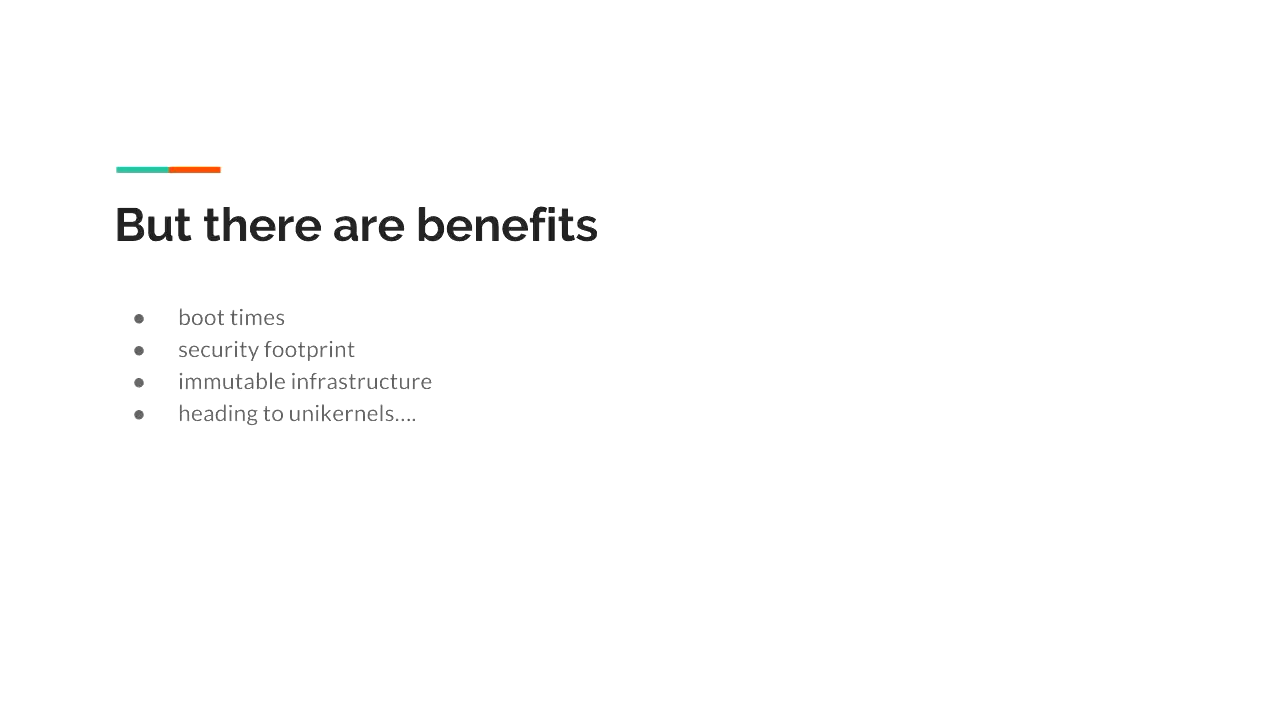 But there are benefits
● boot times
● security footprint
● immutable infrastructure
● heading to unikernels....